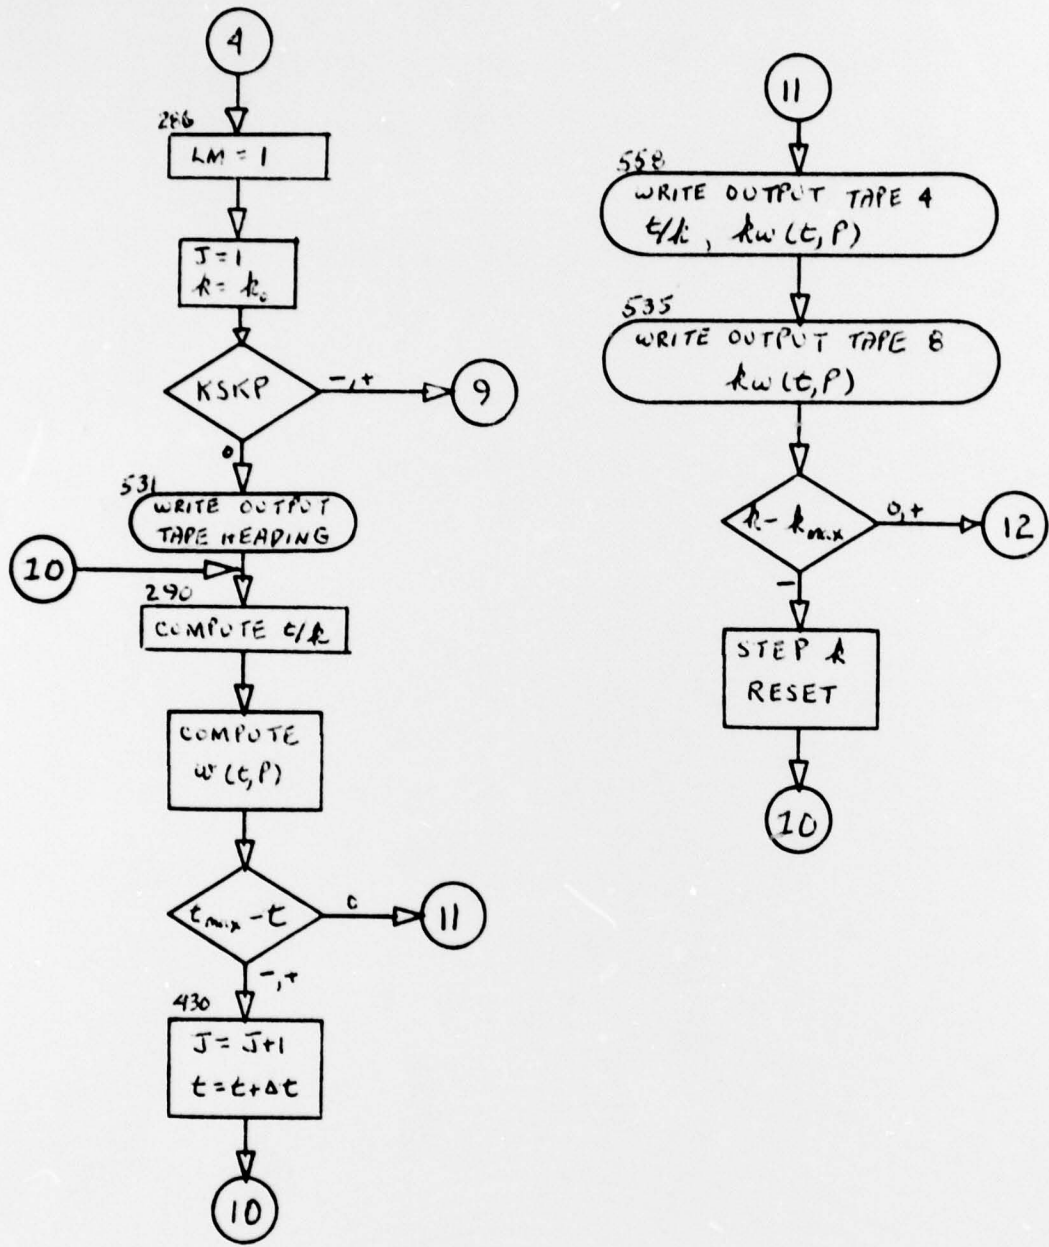 4
286
LM = 1
J = 1
k = k₀
KSKP
-,+
9
0
531
WRITE OUTPUT
TAPE HEADING
10
290
COMPUTE t/k
COMPUTE
w(t,P)
tmax - t
0
11
-,+
430
J = J+1
t = t+Δt
10
11
558
WRITE OUTPUT TAPE 4
t/k, kw(t,P)
535
WRITE OUTPUT TAPE 8
kw(t,P)
k - kmax
0,+
12
-
STEP k
RESET
10